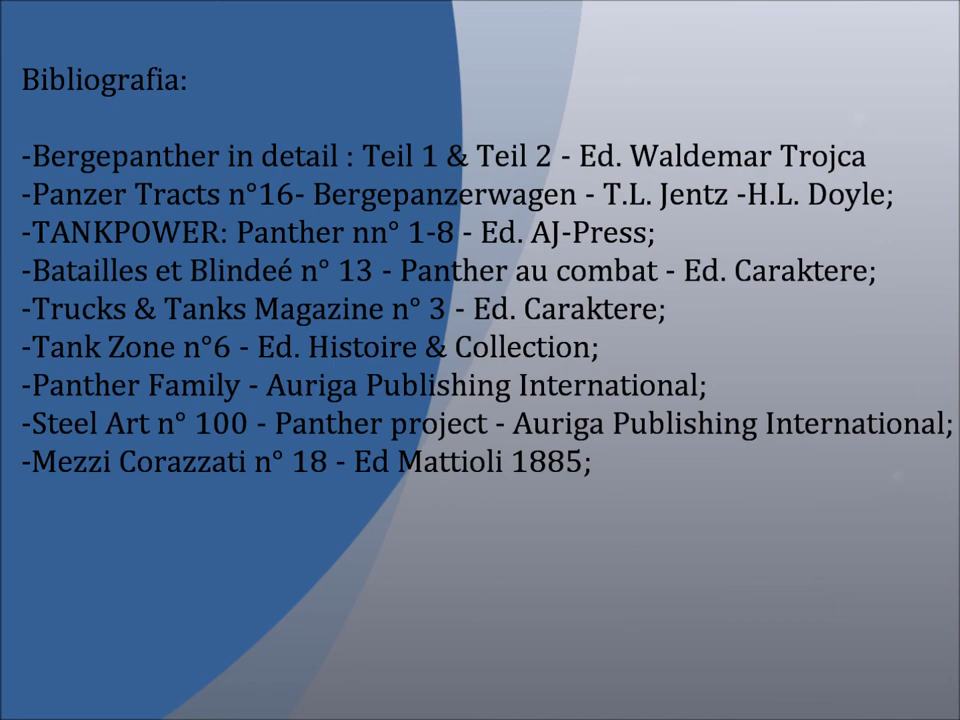 Bibliografia:
-Bergepanther in detail : Teil 1 & Teil 2 - Ed. Waldemar Trojca
-Panzer Tracts n°16- Bergepanzerwagen - T.L. Jentz -H.L. Doyle;
-TANKPOWER: Panther nn° 1-8 - Ed. AJ-Press;
-Batailles et Blindeé n° 13 - Panther au combat - Ed. Caraktere;
-Trucks & Tanks Magazine n° 3 - Ed. Caraktere;
-Tank Zone n°6 - Ed. Histoire & Collection;
-Panther Family - Auriga Publishing International;
-Steel Art n° 100 - Panther project - Auriga Publishing International;
-Mezzi Corazzati n° 18 - Ed Mattioli 1885;